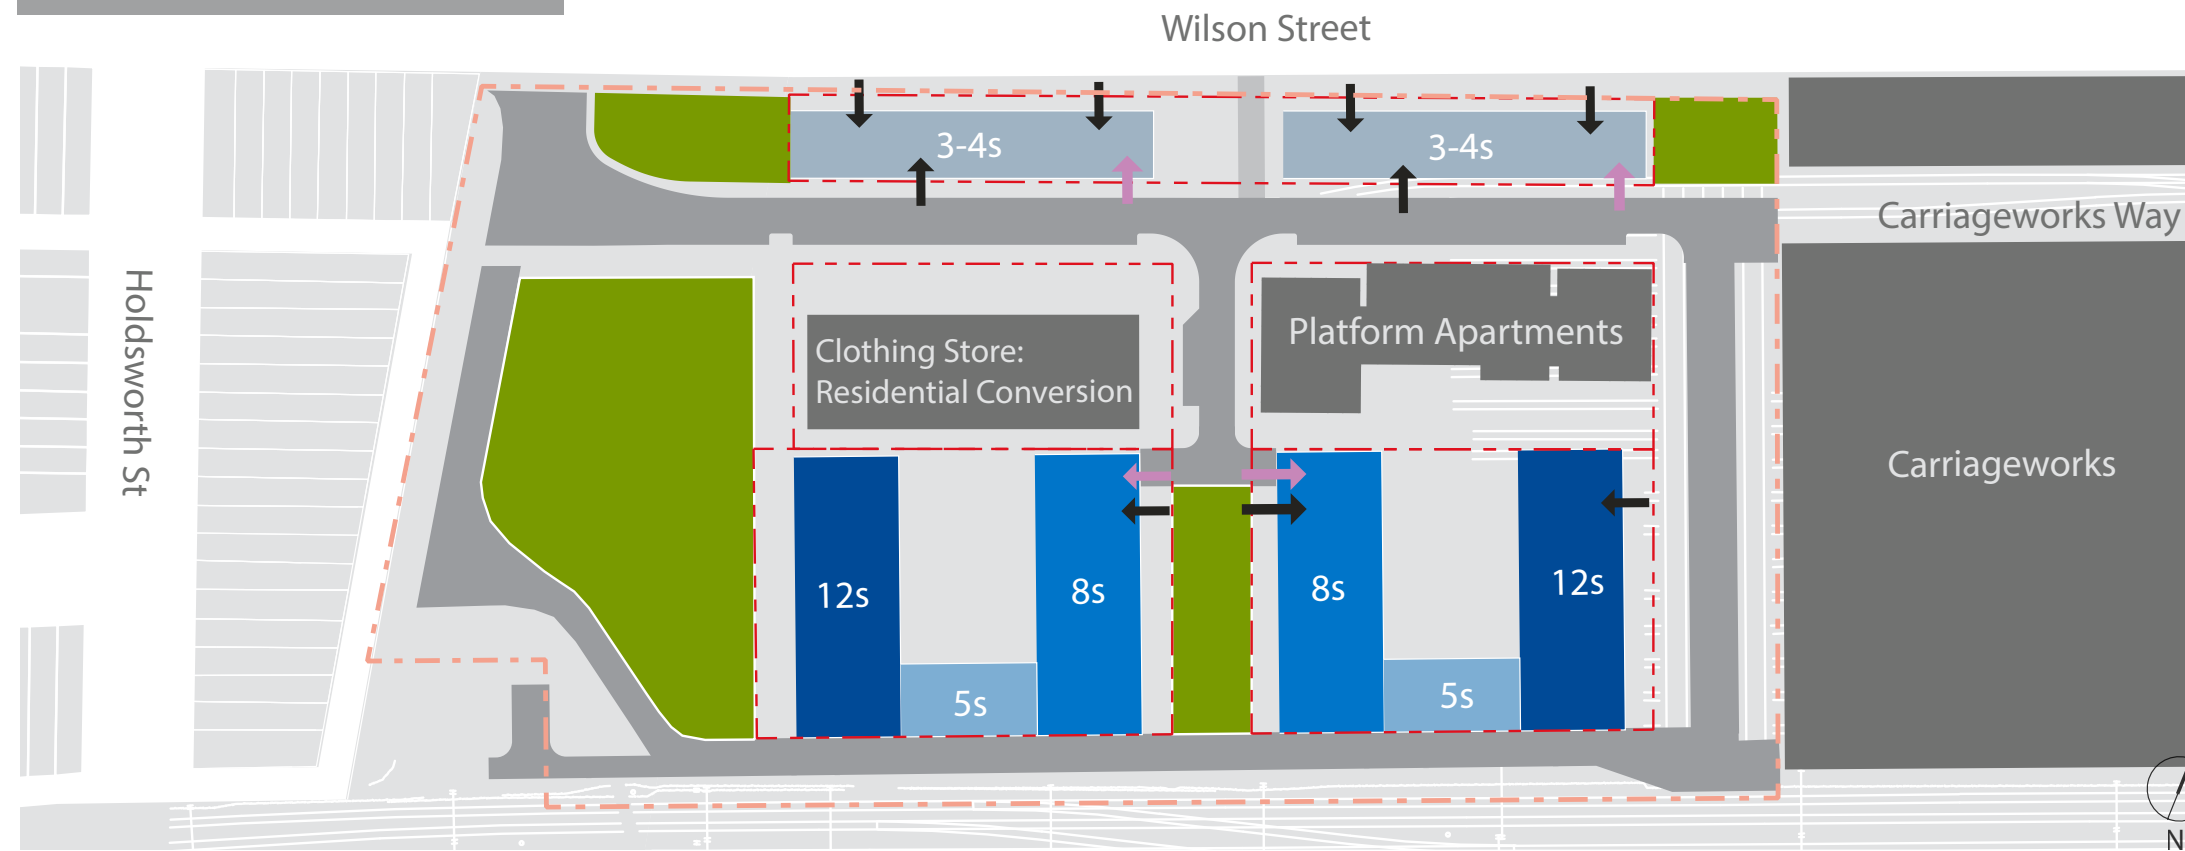 Wilson Street
3-4s
3-4s
Carriageworks Way
Holdsworth St
Clothing Store:
Residential Conversion
Platform Apartments
Carriageworks
12s
8s
8s
12s
5s
5s
N